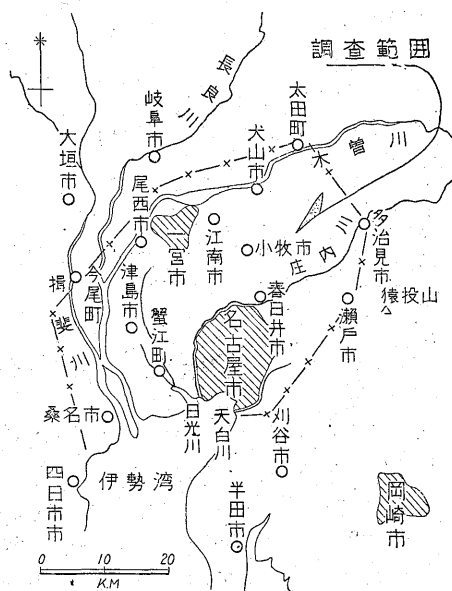 調査範囲
長良川
岐阜市
太田町
犬山市
木曽川
大垣市
尾西市
一宮市
江南市
小牧市
庄内川
多治見市
猿投山
揖斐川
今尾町
津島市
蟹江町
春日井市
名古屋市
瀬戸市
桑名市
日光川
天白川
刈谷市
四日市市
伊勢湾
半田市
岡崎市
0 10 20
K.M